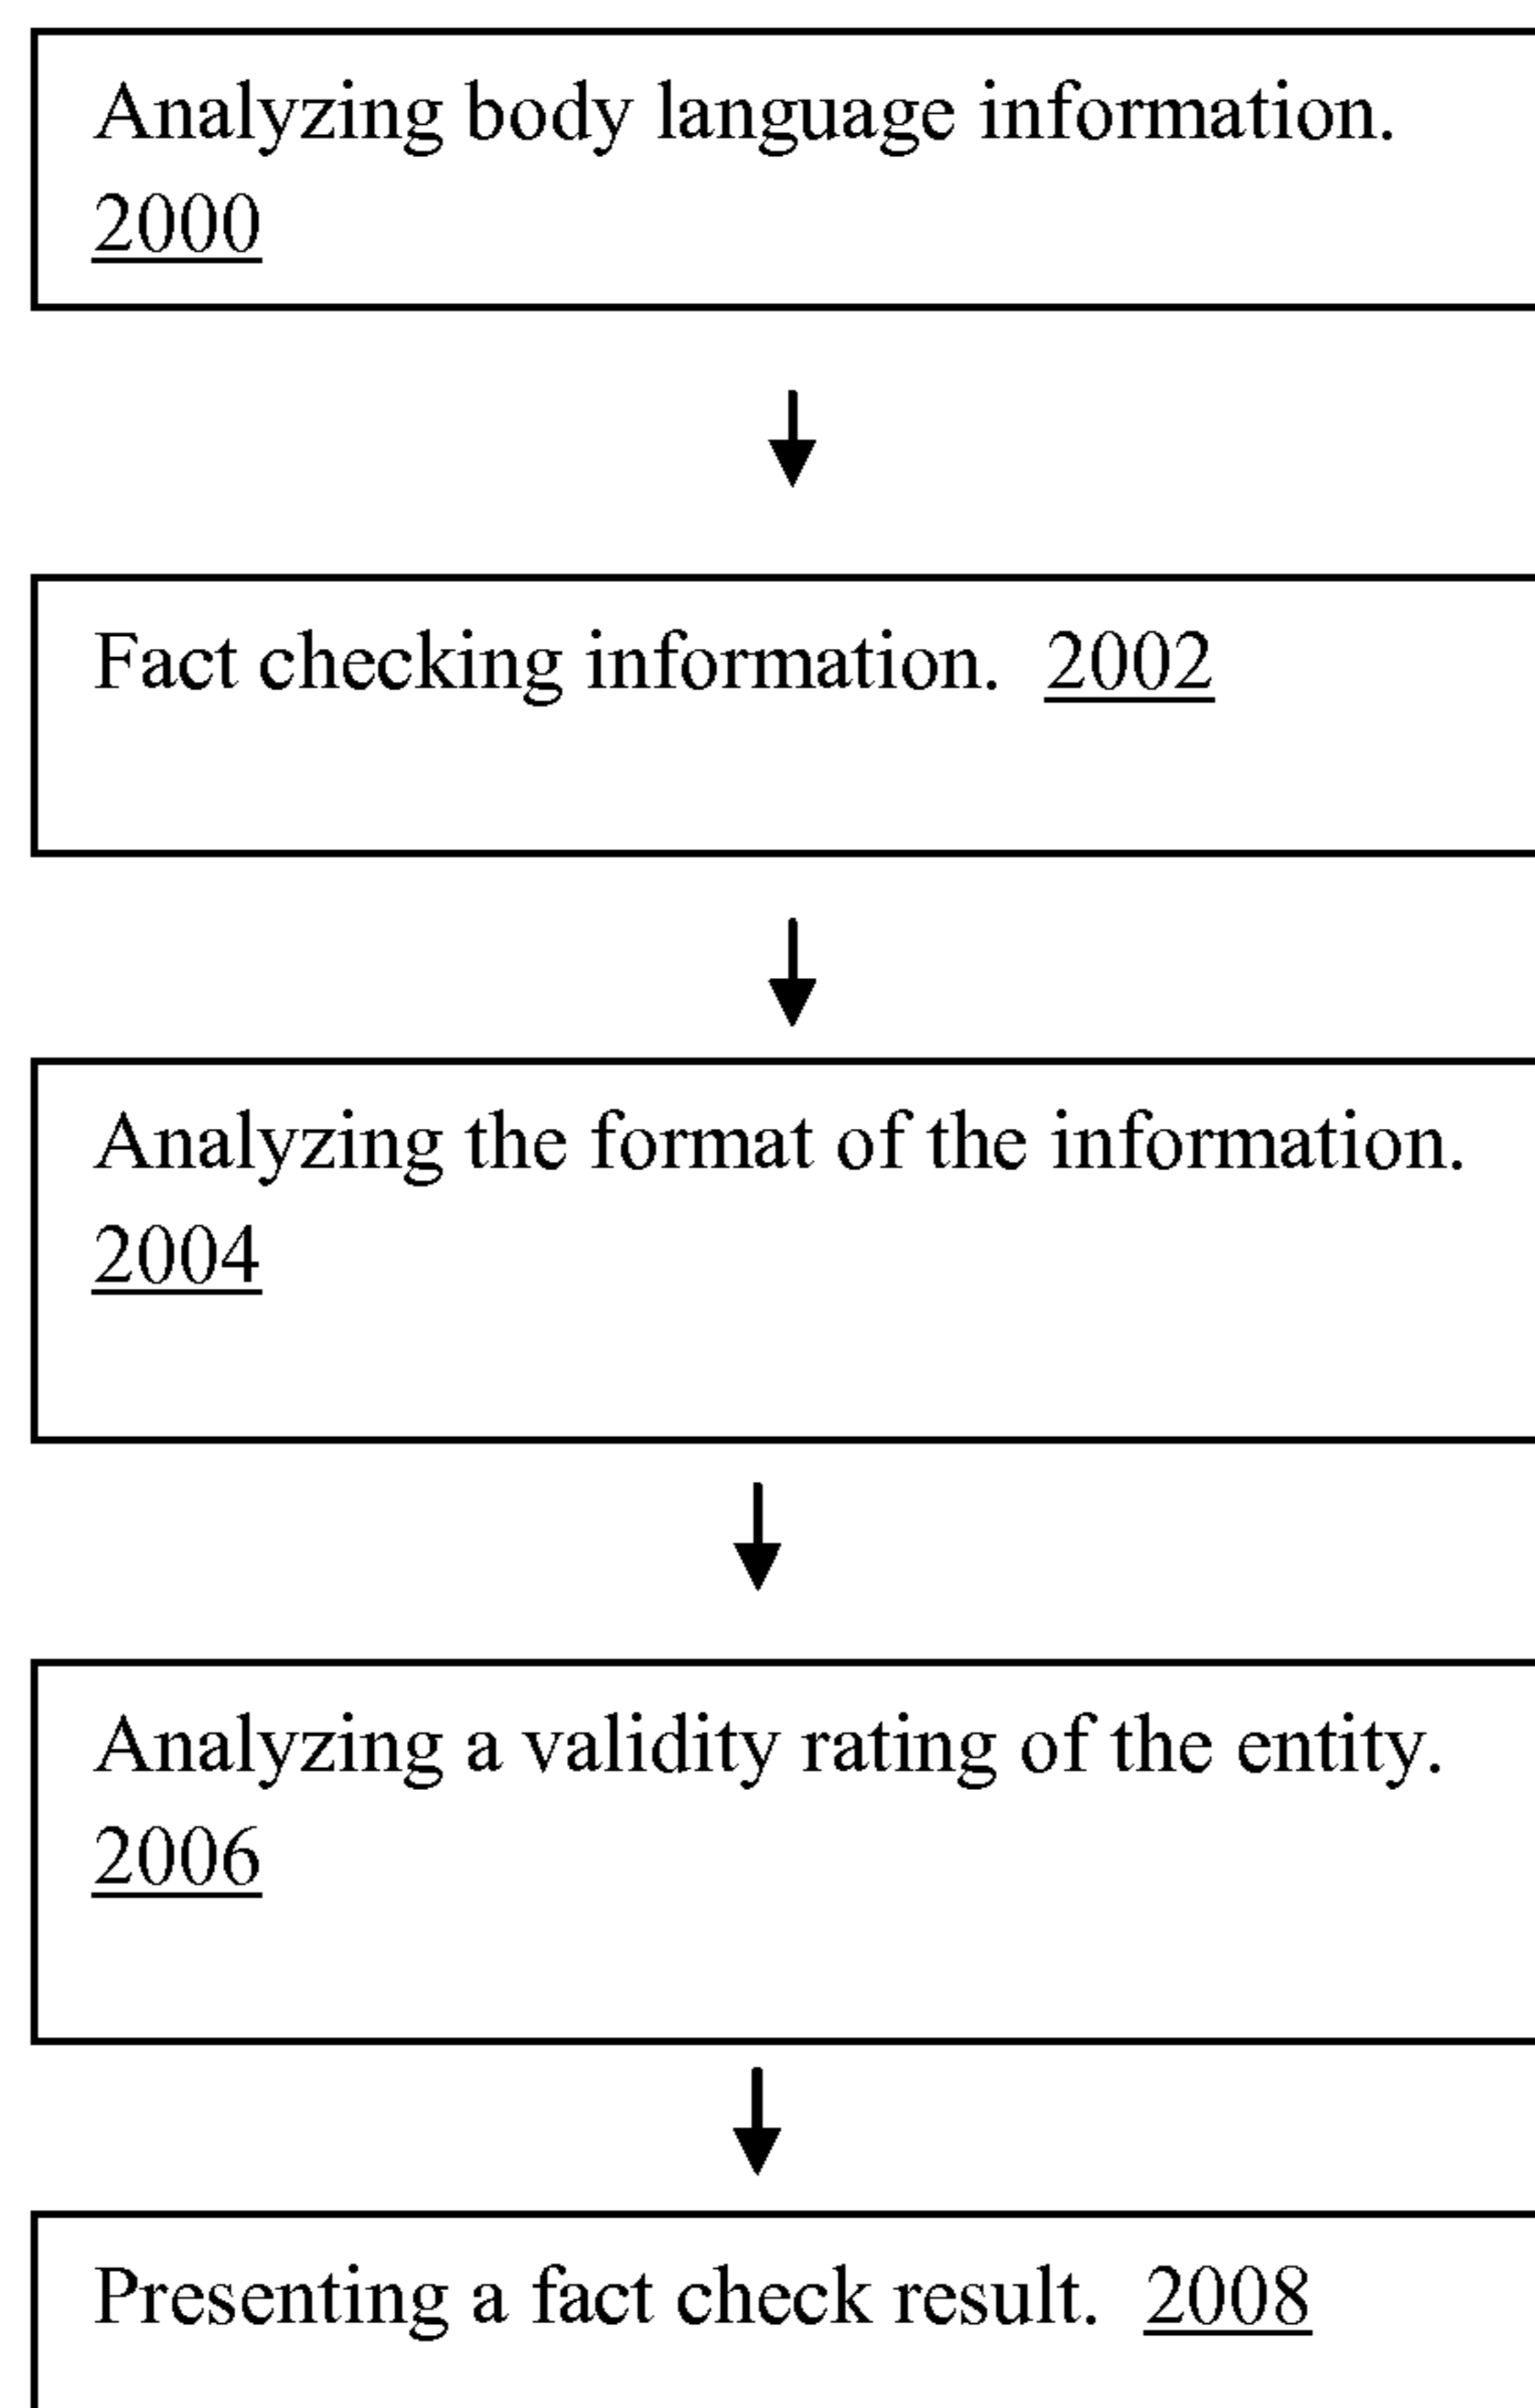 Analyzing body language information.
2000
Fact checking information. 2002
Analyzing the format of the information.
2004
Analyzing a validity rating of the entity.
2006
Presenting a fact check result. 2008